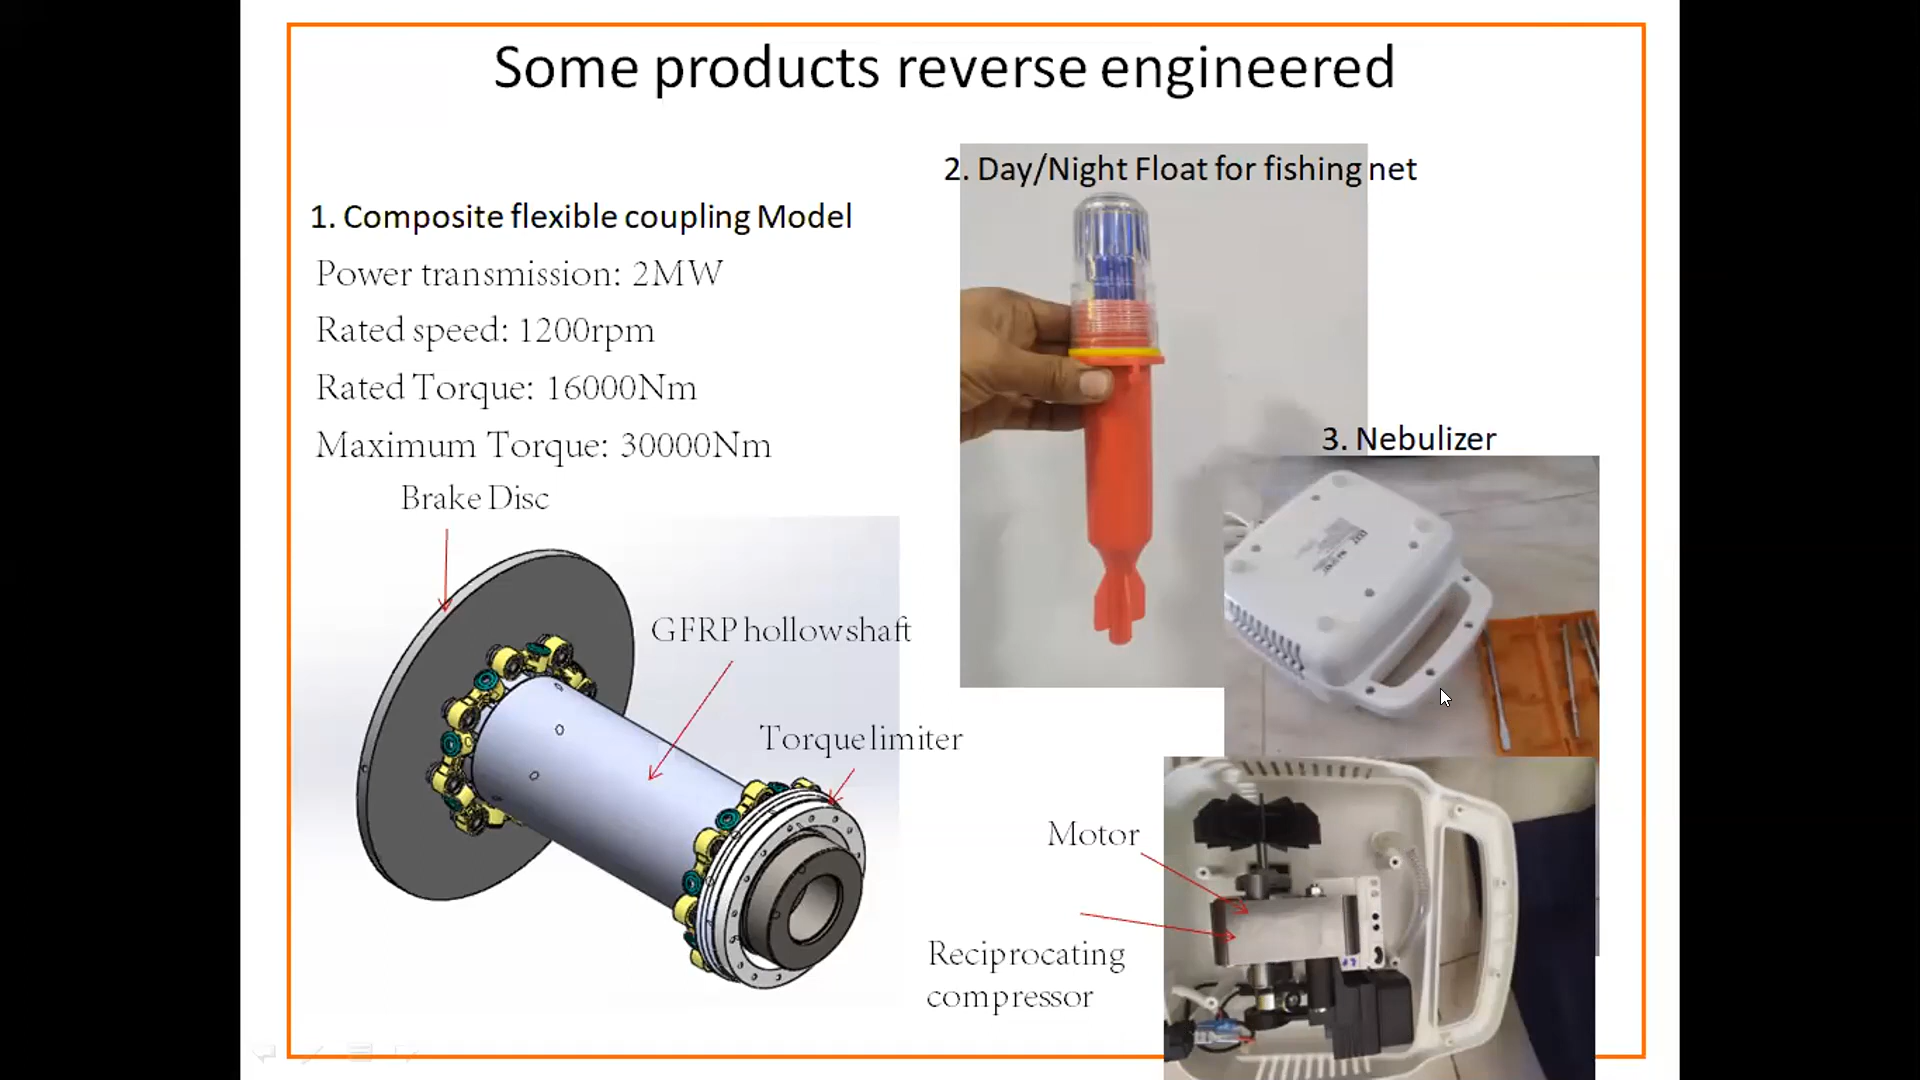 Some products reverse engineered
1. Composite flexible coupling Model
Power transmission: 2MW
Rated speed: 1200rpm
Rated Torque: 16000Nm
Maximum Torque: 30000Nm
Brake Disc
GFRP hollow shaft
Torque limiter
2. Day/Night Float for fishing net
3. Nebulizer
Motor
Reciprocating
compressor